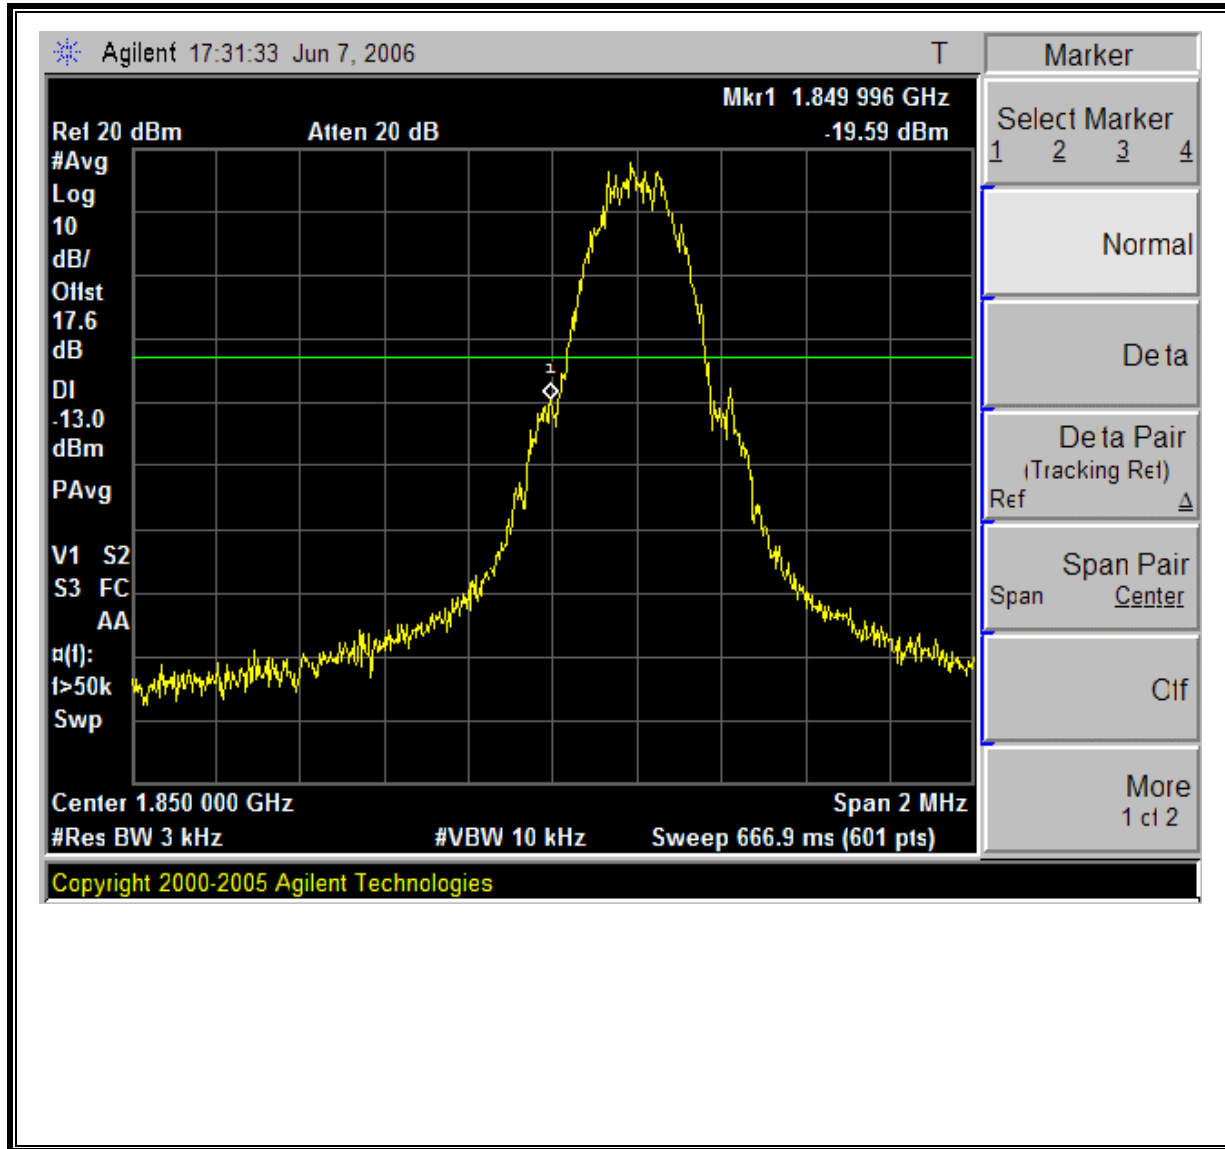 Agilent 17:31:33 Jun 7, 2006 T
Marker
Mkr1 1.849 996 GHz
Ref 20 dBm Atten 20 dB -19.59 dBm
#Avg
Log
10
dB/
Offst
17.6
dB
DI
-13.0
dBm
PAvg
V1 S2
S3 FC
AA
¤(f):
f>50k
Swp
1
Center 1.850 000 GHz Span 2 MHz
#Res BW 3 kHz #VBW 10 kHz Sweep 666.9 ms (601 pts)
Copyright 2000-2005 Agilent Technologies
Select Marker
1 2 3 4
Normal
Delta
Delta Pair
(Tracking Ref)
Ref Δ
Span Pair
Span Center
Off
More
1 of 2